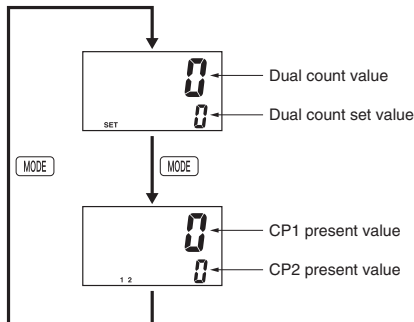 0
Dual count value
0
Dual count set value
SET
MODE
MODE
0
CP1 present value
0
CP2 present value
1 2